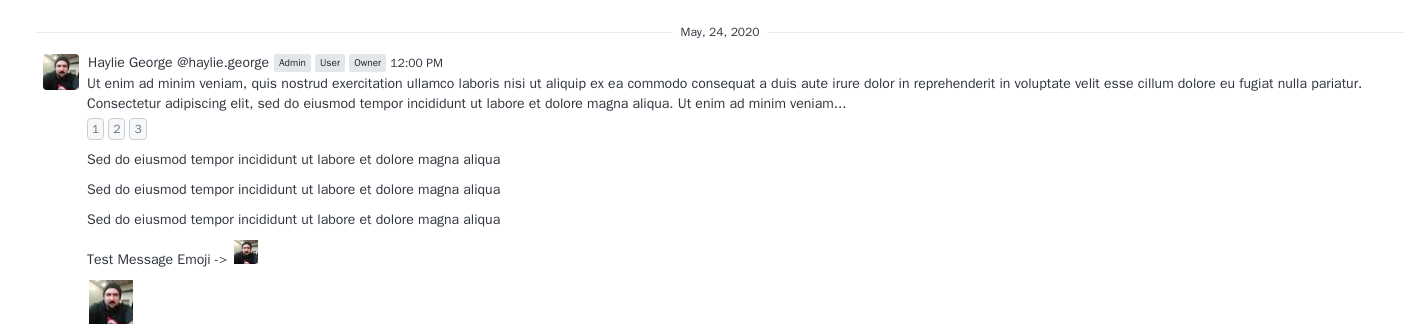 May, 24, 2020
Haylie George @haylie.george Admin User Owner 12:00 PM
Ut enim ad minim veniam, quis nostrud exercitation ullamco laboris nisi ut aliquip ex ea commodo consequat a duis aute irure dolor in reprehenderit in voluptate velit esse cillum dolore eu fugiat nulla pariatur.
Consectetur adipiscing elit, sed do eiusmod tempor incididunt ut labore et dolore magna aliqua. Ut enim ad minim veniam...
1 2 3
Sed do eiusmod tempor incididunt ut labore et dolore magna aliqua
Sed do eiusmod tempor incididunt ut labore et dolore magna aliqua
Sed do eiusmod tempor incididunt ut labore et dolore magna aliqua
Test Message Emoji ->